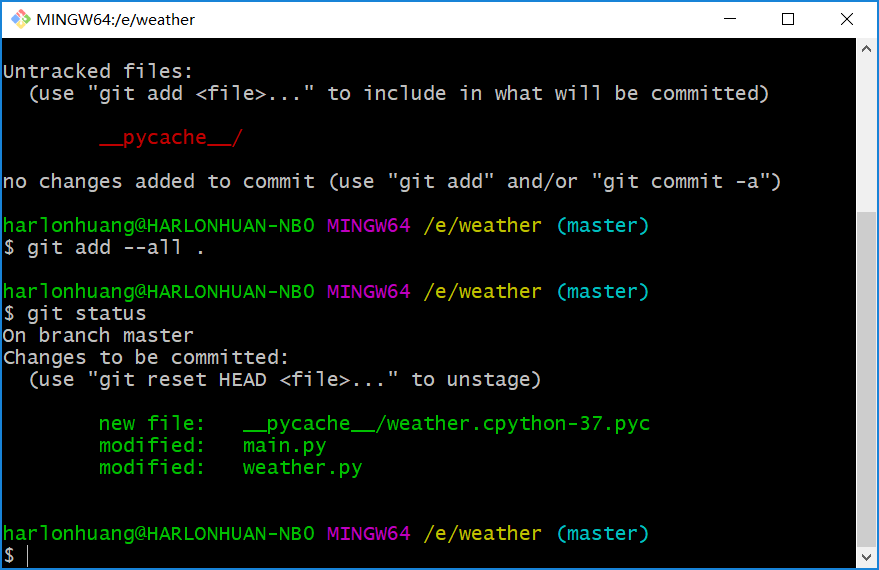 MINGW64:/e/weather
Untracked files:
  (use "git add <file>..." to include in what will be committed)
        __pycache__/
no changes added to commit (use "git add" and/or "git commit -a")
harlonhuang@HARLONHUAN-NB0 MINGW64 /e/weather (master)
$ git add --all .
harlonhuang@HARLONHUAN-NB0 MINGW64 /e/weather (master)
$ git status
On branch master
Changes to be committed:
  (use "git reset HEAD <file>..." to unstage)
        new file:   __pycache__/weather.cpython-37.pyc
        modified:   main.py
        modified:   weather.py
harlonhuang@HARLONHUAN-NB0 MINGW64 /e/weather (master)
$